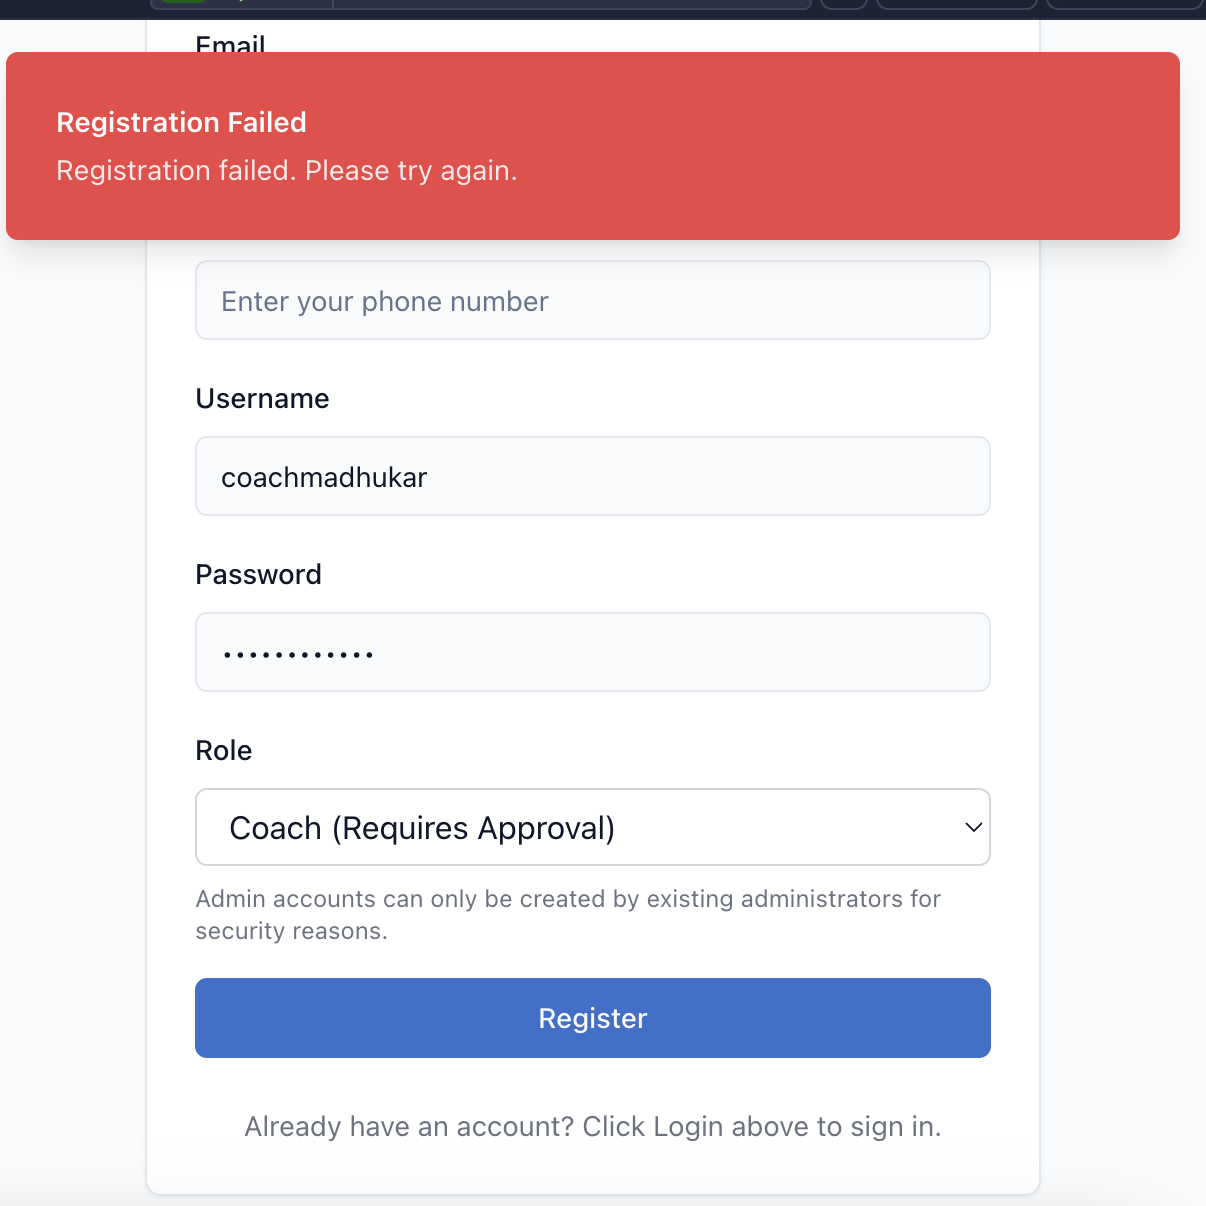 Email
Registration Failed
Registration failed. Please try again.
Enter your phone number
Username
coachmadhukar
Password
••••••••••••
Role
Coach (Requires Approval)
Admin accounts can only be created by existing administrators for
security reasons.
Register
Already have an account? Click Login above to sign in.